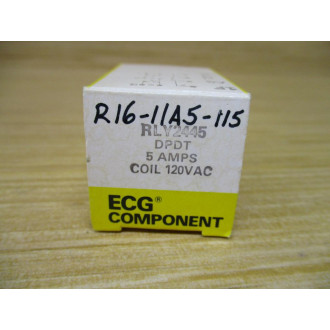 R16-11A5-115
RLY2445
DPDT
5 AMPS
COIL 120VAC
ECG®
COMPONENT